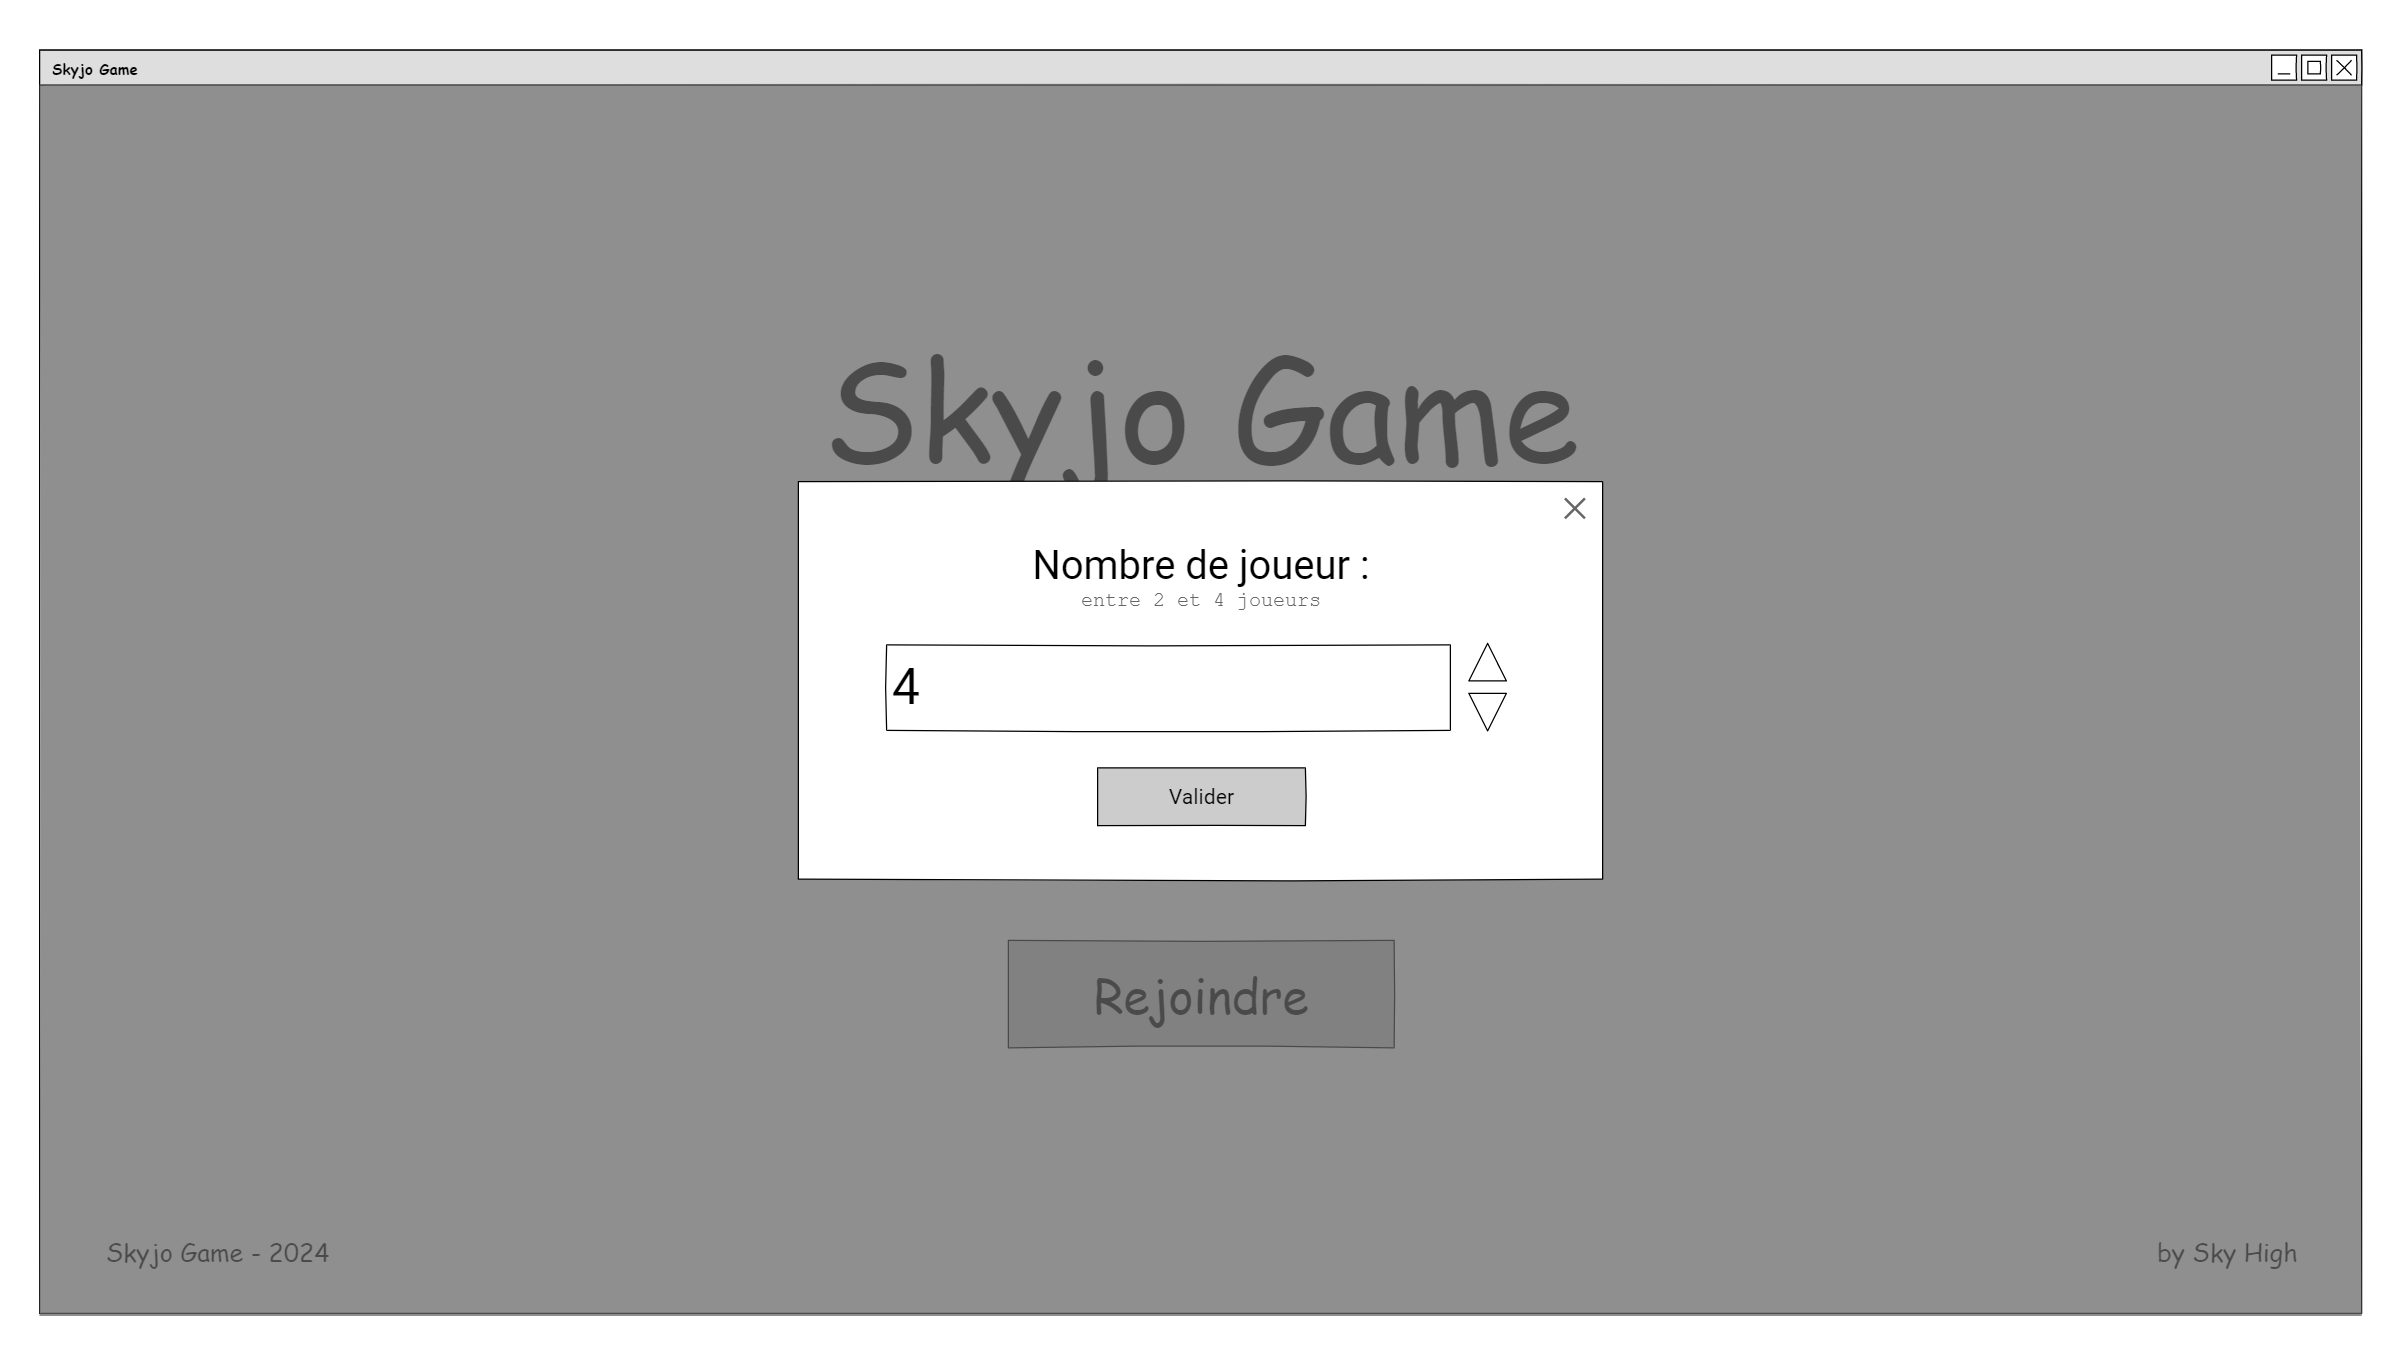 Skyjo Game
Skyjo Game
Nombre de joueur :
entre 2 et 4 joueurs
4
Valider
Rejoindre
Skyjo Game - 2024
by Sky High